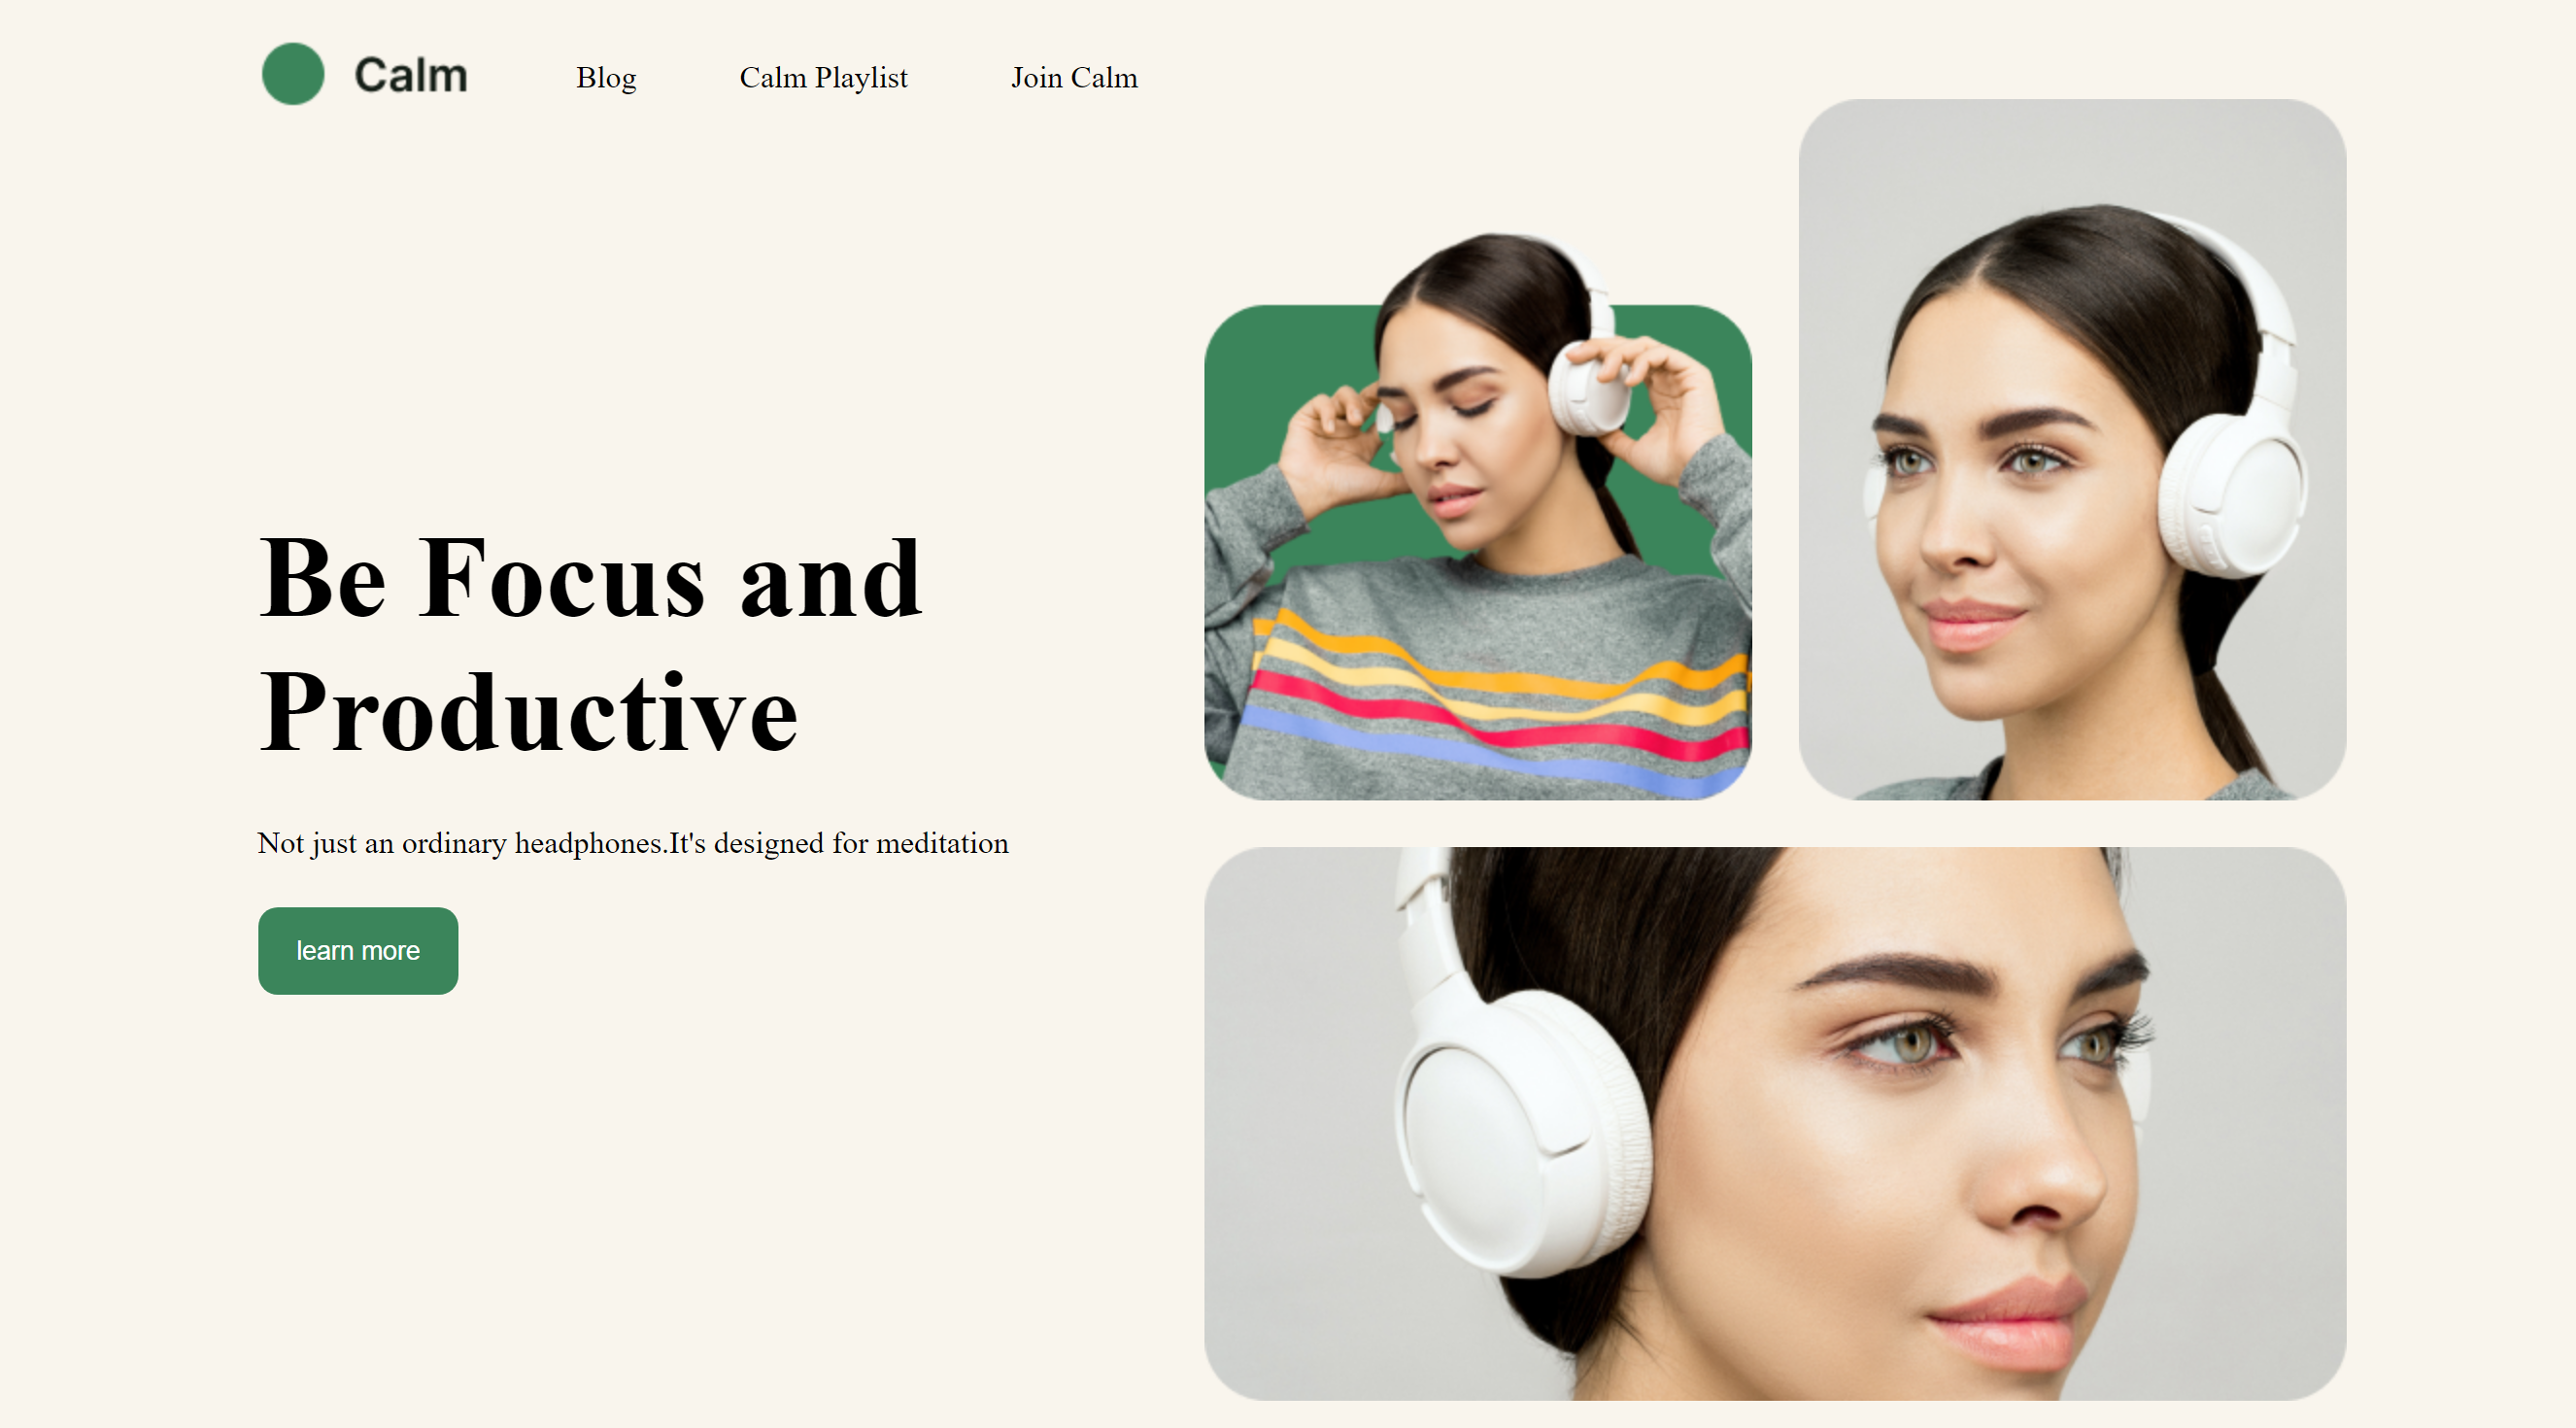 Calm Blog Calm Playlist Join Calm
Be Focus and
Productive
Not just an ordinary headphones.It's designed for meditation
learn more